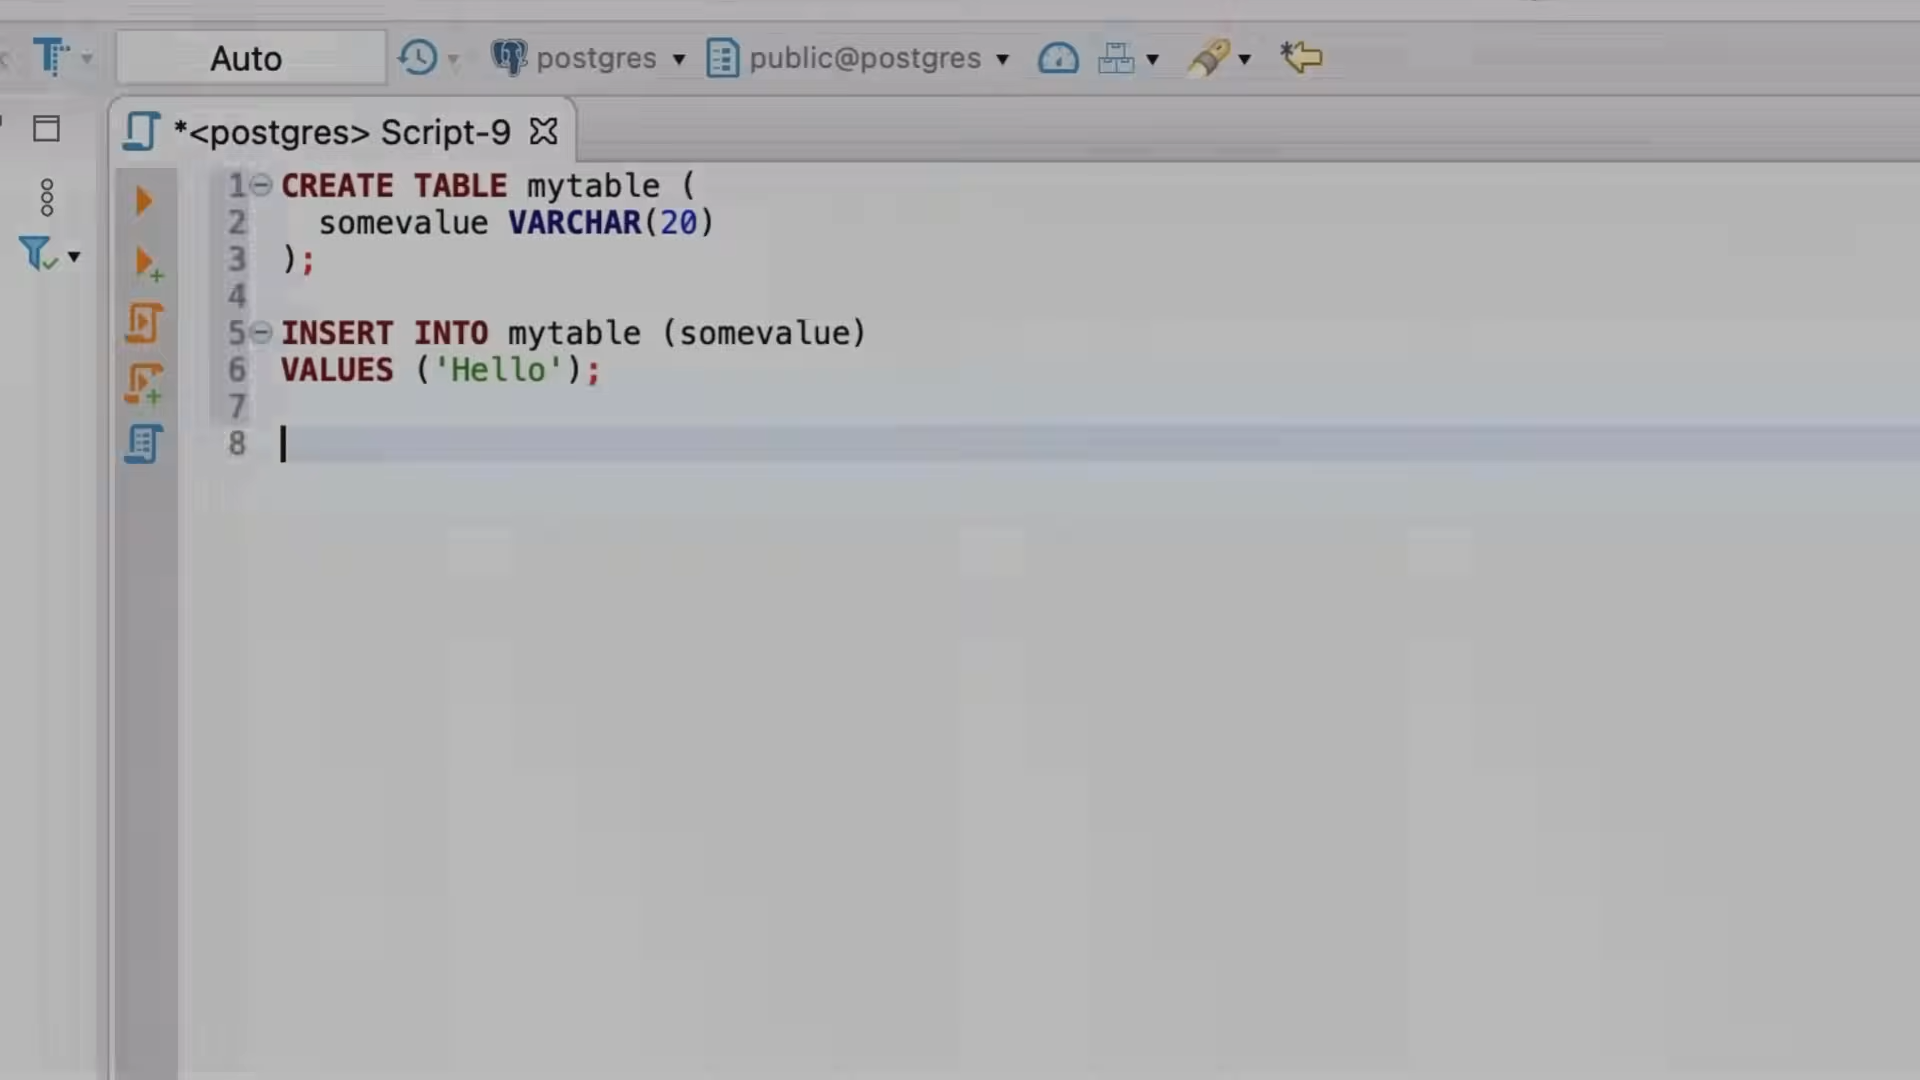 Auto postgres public@postgres
*<postgres> Script-9
1 CREATE TABLE mytable (
2 somevalue VARCHAR(20)
3 );
4
5 INSERT INTO mytable (somevalue)
6 VALUES ('Hello');
7
8